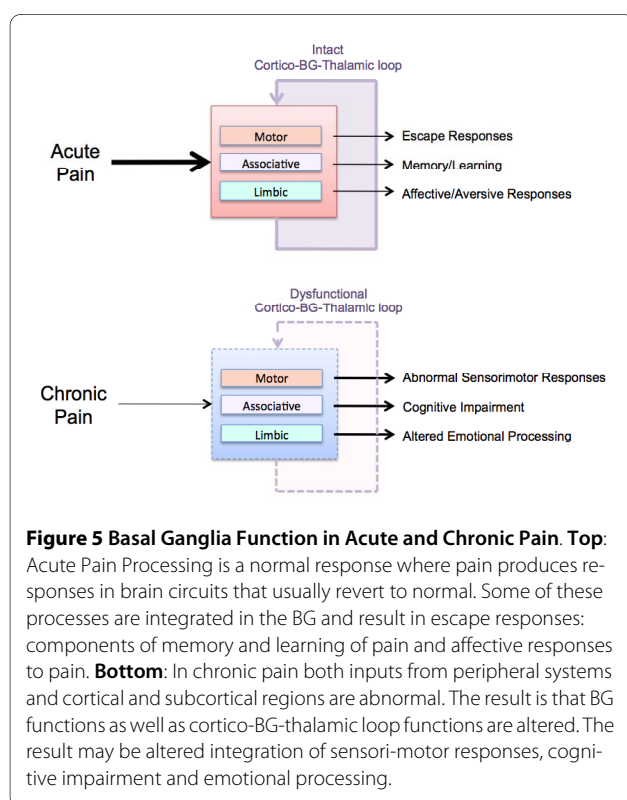 Intact
Cortico-BG-Thalamic loop
Acute
Pain
Motor
Associative
Limbic
Escape Responses
Memory/Learning
Affective/Aversive Responses
Dysfunctional
Cortico-BG-Thalamic loop
Chronic
Pain
Motor
Associative
Limbic
Abnormal Sensorimotor Responses
Cognitive Impairment
Altered Emotional Processing
Figure 5 Basal Ganglia Function in Acute and Chronic Pain. Top:
Acute Pain Processing is a normal response where pain produces re-
sponses in brain circuits that usually revert to normal. Some of these
processes are integrated in the BG and result in escape responses:
components of memory and learning of pain and affective responses
to pain. Bottom: In chronic pain both inputs from peripheral systems
and cortical and subcortical regions are abnormal. The result is that BG
functions as well as cortico-BG-thalamic loop functions are altered. The
result may be altered integration of sensori-motor responses, cogni-
tive impairment and emotional processing.